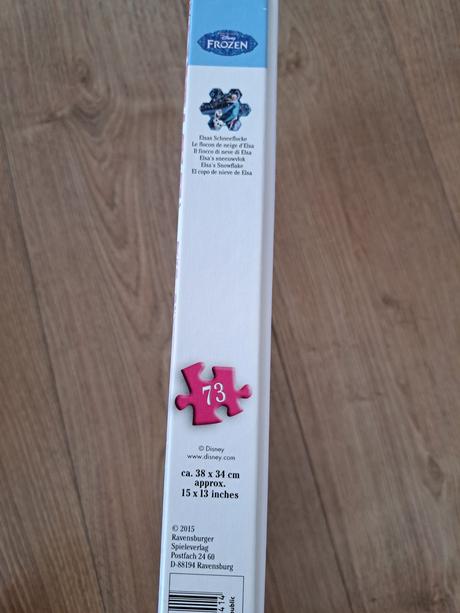 Disney
FROZEN
Elsas Schneeflocke
Le flocon de neige d'Elsa
Il fiocco di neve di Elsa
Elsa's sneeuwvlok
Elsa's Snowflake
El copo de nieve de Elsa
73
© Disney
www.disney.com
ca. 38 x 34 cm
approx.
15 x 13 inches
© 2015
Ravensburger
Spieleverlag
Postfach 24 60
D-88194 Ravensburg
414
public